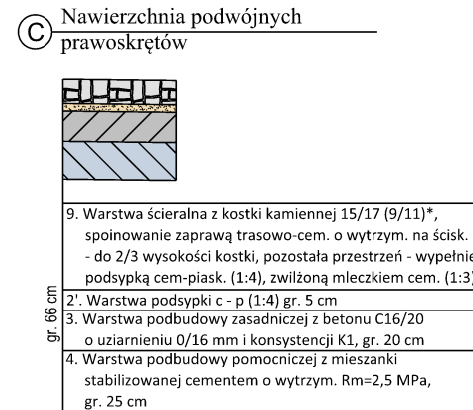 C Nawierzchnia podwójnych
prawoskrętów
9. Warstwa ścieralna z kostki kamiennej 15/17 (9/11)*,
spoinowanie zaprawą trasowo-cem. o wytrzym. na ścisk.
- do 2/3 wysokości kostki, pozostała przestrzeń - wypełnie
podsypką cem-piask. (1:4), zwilżoną mleczkiem cem. (1:3)
2'. Warstwa podsypki c - p (1:4) gr. 5 cm
3. Warstwa podbudowy zasadniczej z betonu C16/20
o uziarnieniu 0/16 mm i konsystencji K1, gr. 20 cm
4. Warstwa podbudowy pomocniczej z mieszanki
stabilizowanej cementem o wytrzym. Rm=2,5 MPa,
gr. 25 cm
gr. 66 cm